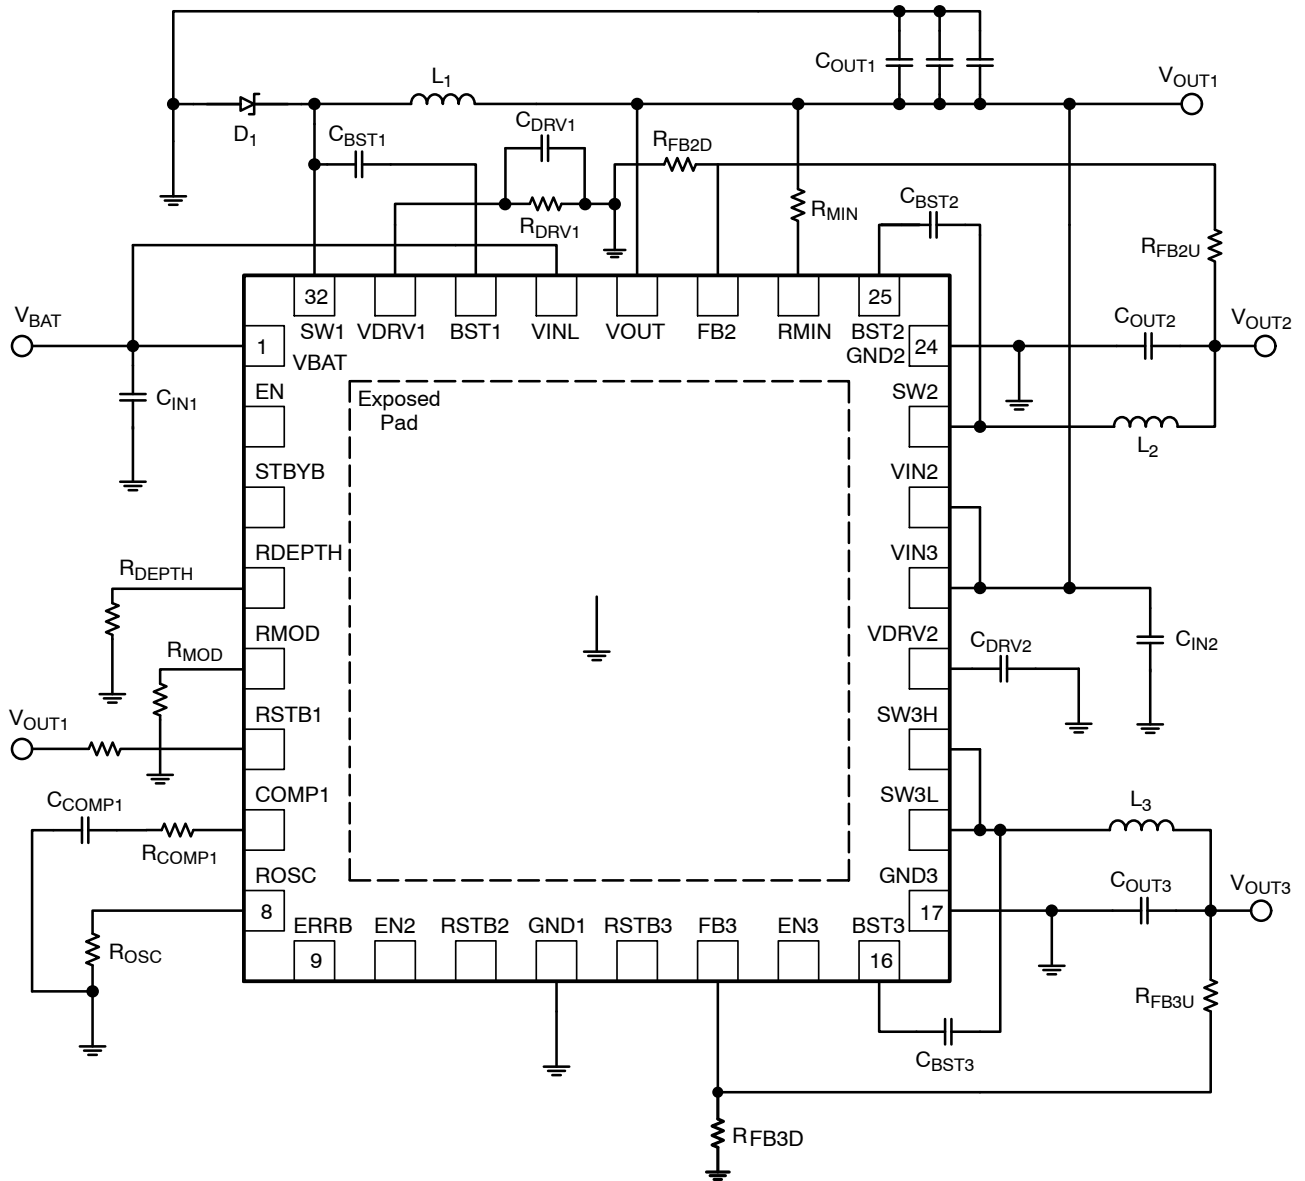 COUT1
VOUT1
L1
D1
CBST1
CDRV1
RDRV1
RFB2D
RMIN
CBST2
RFB2U
VBAT
CIN1
32
25
SW1 VDRV1 BST1 VINL VOUT FB2 RMIN BST2
1
VBAT
GND2
24
COUT2
VOUT2
Exposed
Pad
EN
SW2
L2
STBYB
VIN2
RDEPTH
RDEPTH
VIN3
RMOD
RMOD
VDRV2
CDRV2
CIN2
VOUT1
RSTB1
SW3H
CCOMP1
RCOMP1
COMP1
SW3L
L3
ROSC
8
ROSC
GND3
17
COUT3
VOUT3
ERRB EN2 RSTB2 GND1 RSTB3 FB3 EN3 BST3
9
16
RFB3U
CBST3
RFB3D